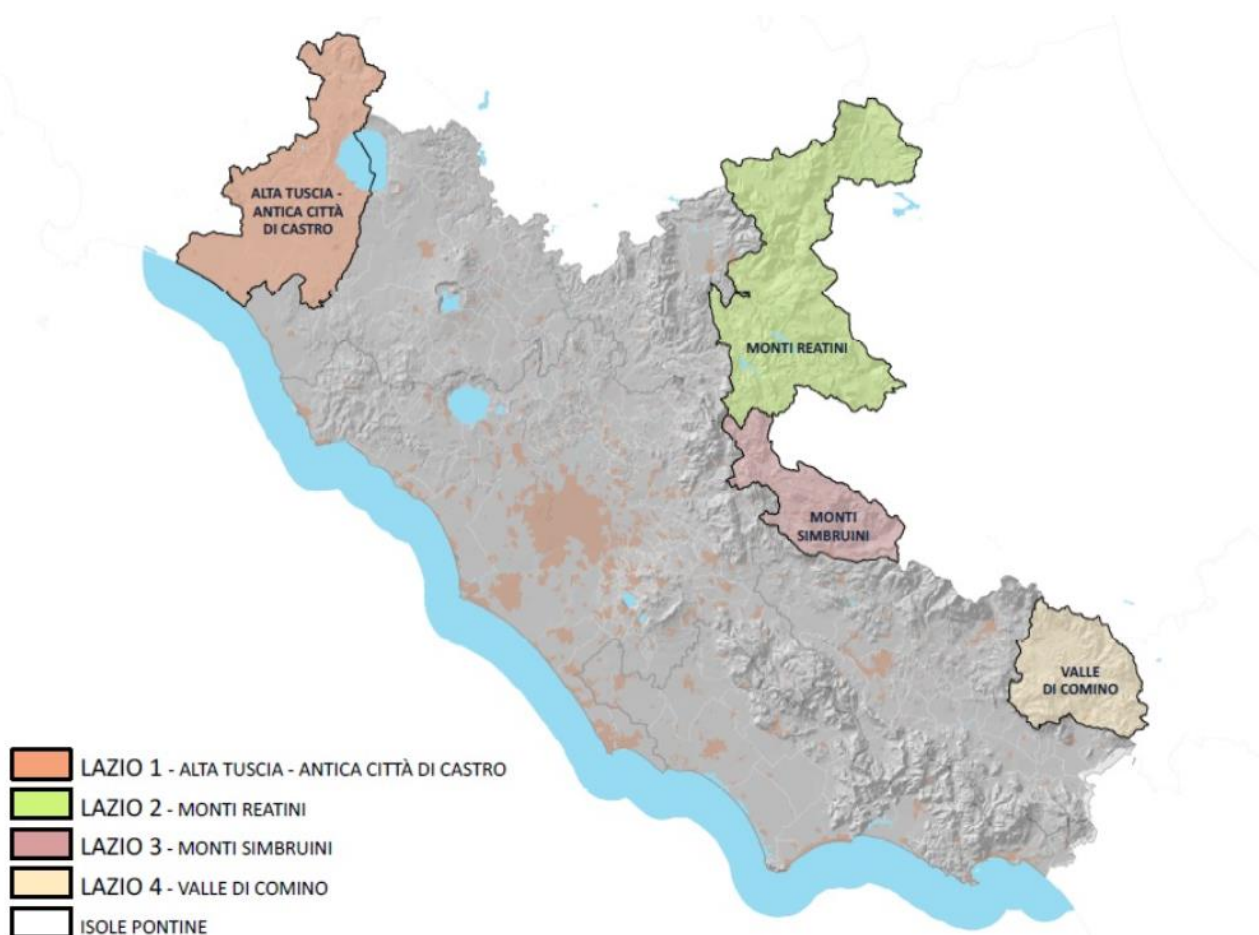 ALTA TUSCIA -
ANTICA CITTÀ
DI CASTRO
MONTI REATINI
MONTI
SIMBRUINI
VALLE
DI COMINO
LAZIO 1 - ALTA TUSCIA - ANTICA CITTÀ DI CASTRO
LAZIO 2 - MONTI REATINI
LAZIO 3 - MONTI SIMBRUINI
LAZIO 4 - VALLE DI COMINO
ISOLE PONTINE